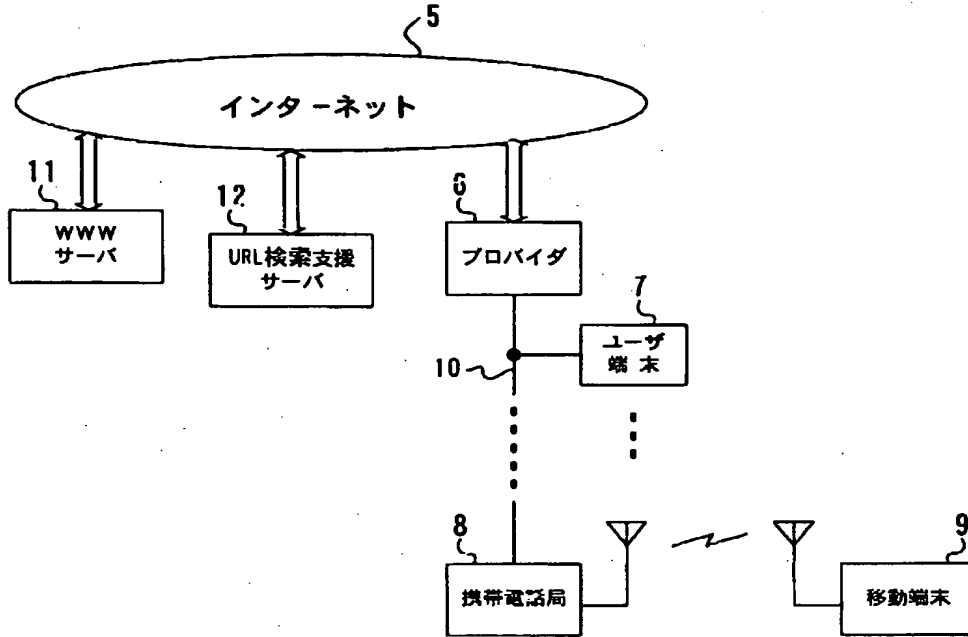 5
インターネット
11
WWW
サーバ
12
URL検索支援
サーバ
6
プロバイダ
7
ユーザ
端末
10
8
携帯電話局
9
移動端末